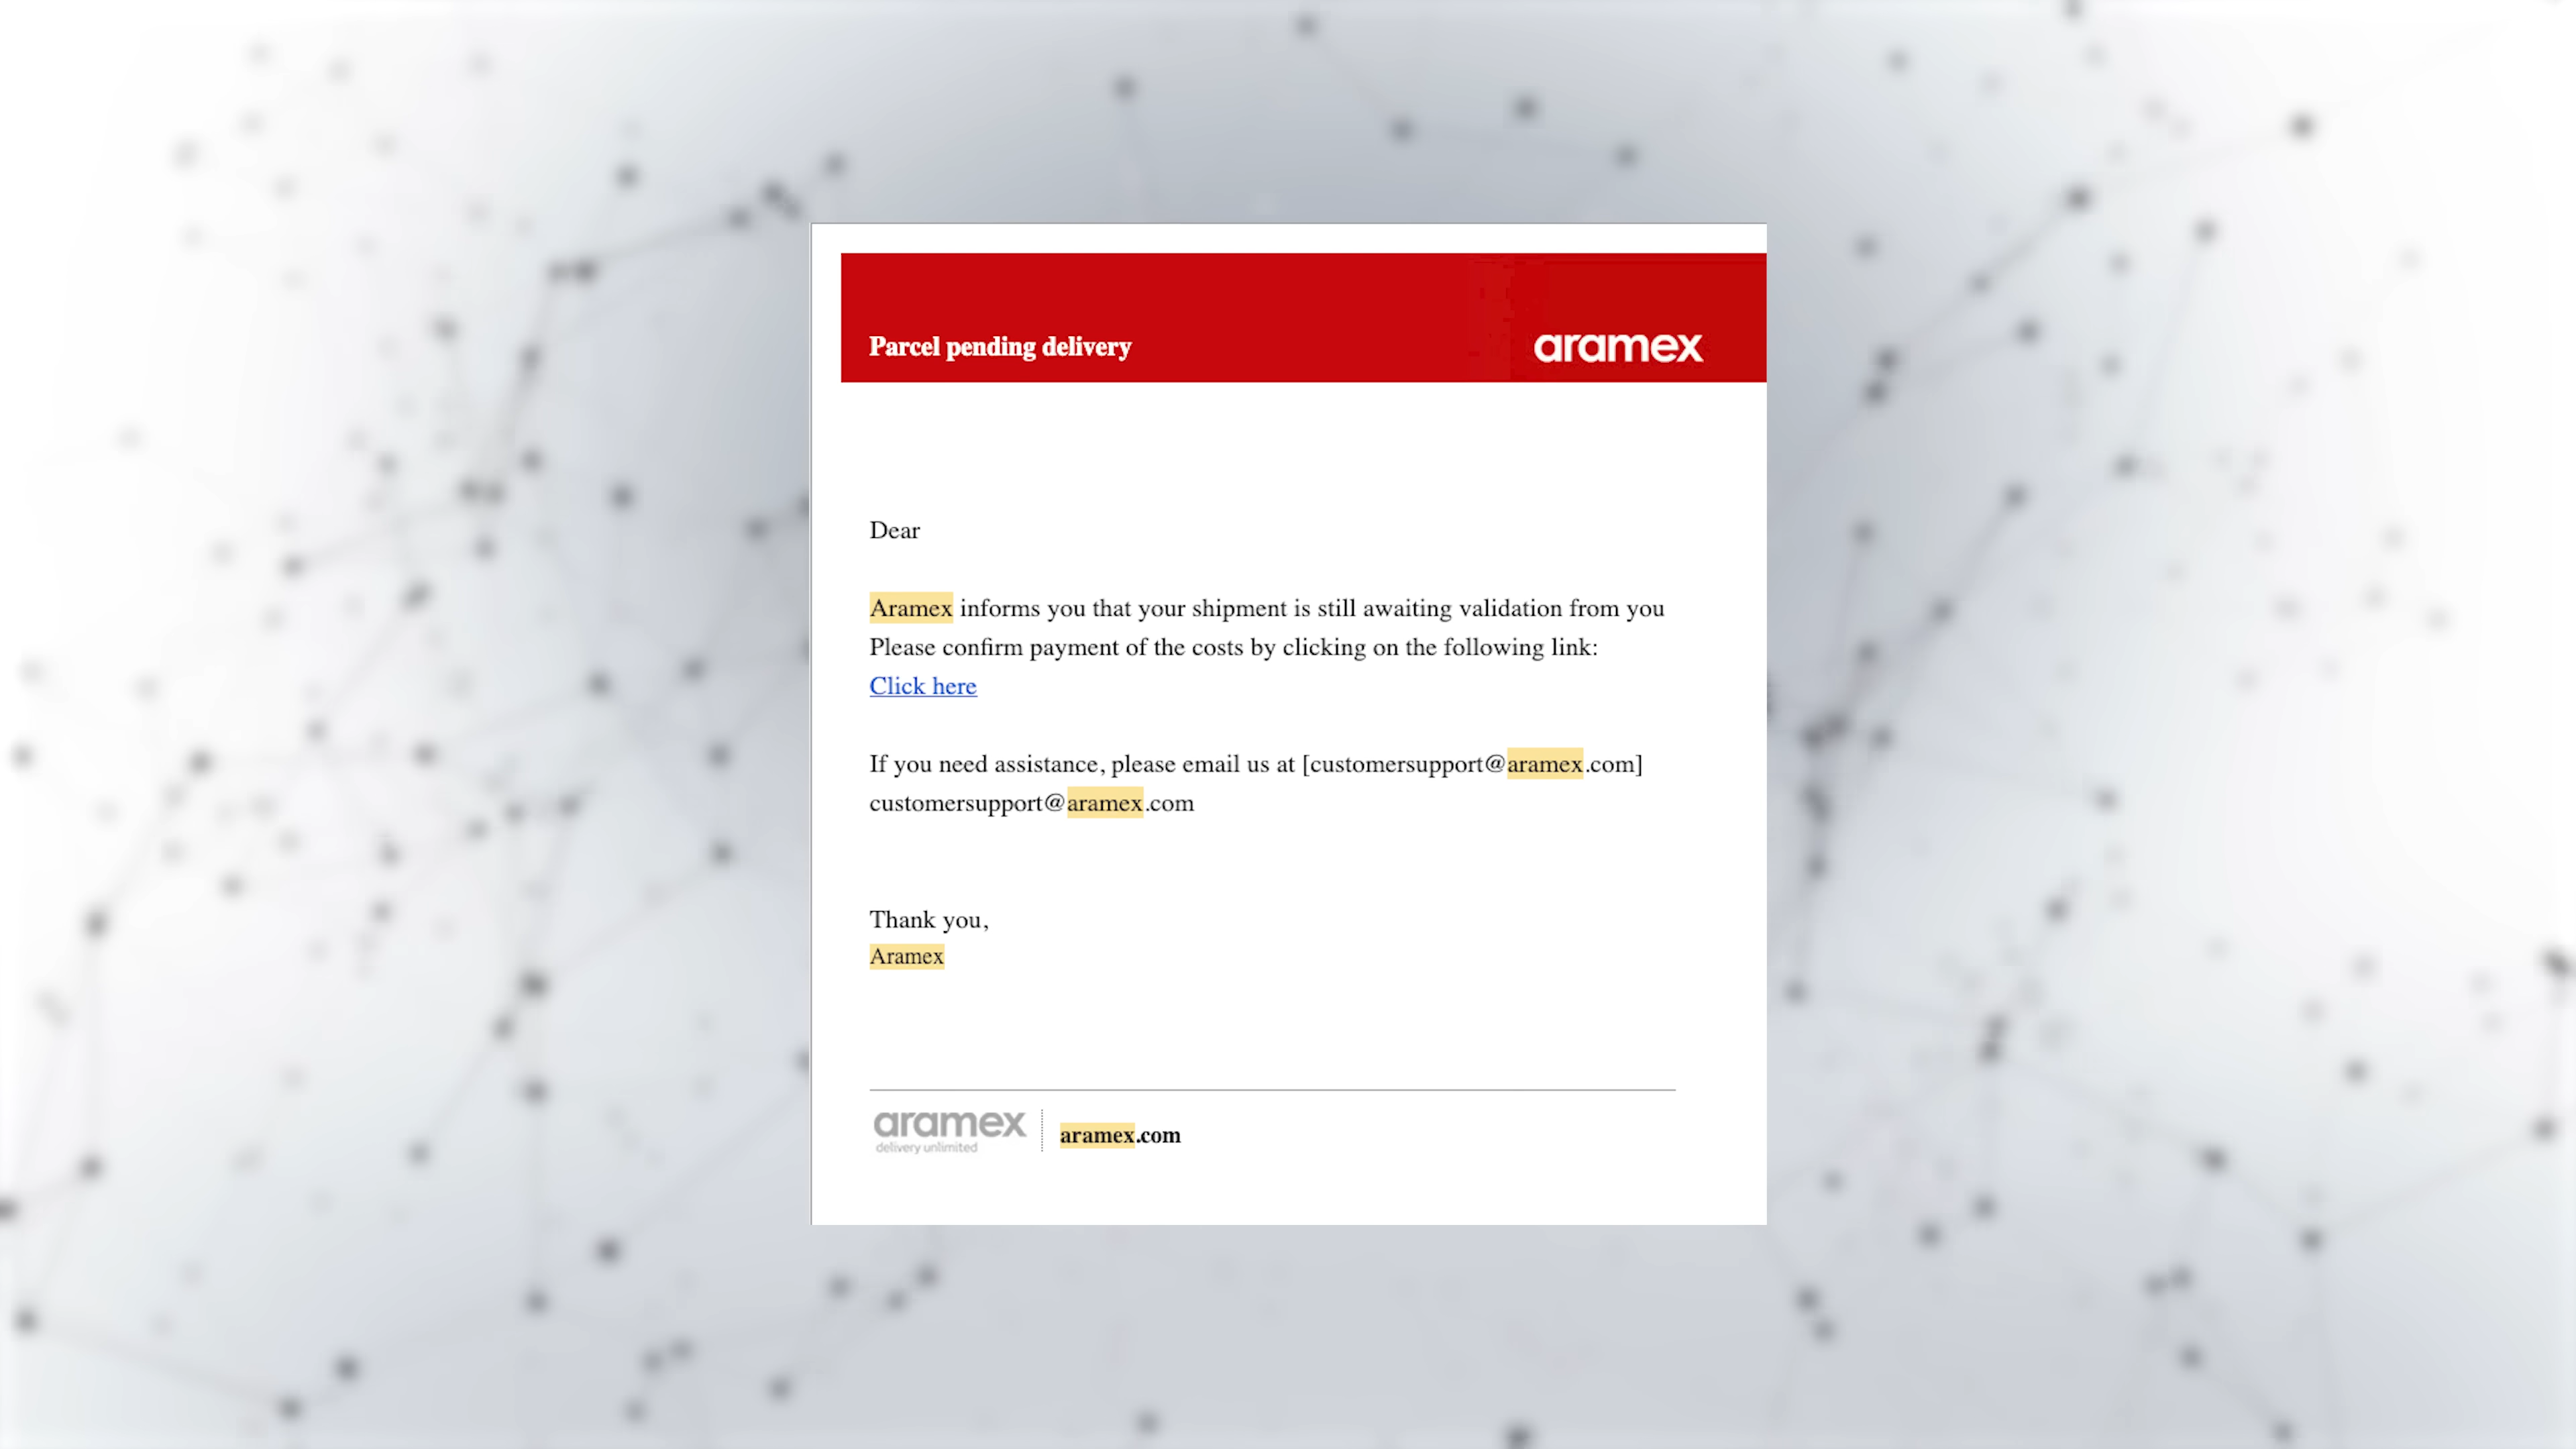 Parcel pending delivery
aramex
Dear
Aramex informs you that your shipment is still awaiting validation from you
Please confirm payment of the costs by clicking on the following link:
Click here
If you need assistance, please email us at [customersupport@aramex.com]
customersupport@aramex.com
Thank you,
Aramex
aramex
delivery unlimited
aramex.com